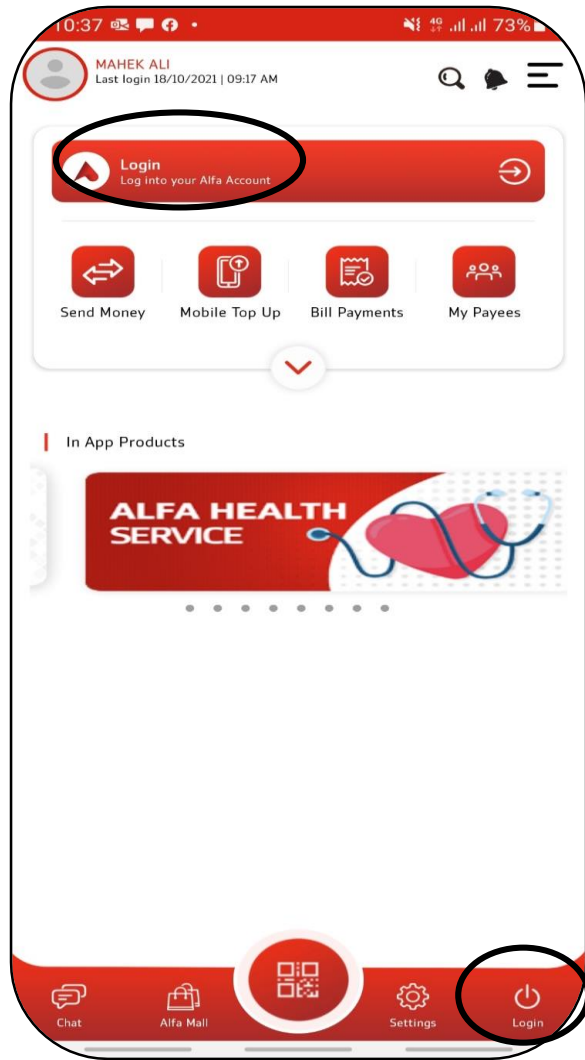 10:37
4G
73%
MAHEK ALI
Last login 18/10/2021 | 09:17 AM
Login
Log into your Alfa Account
Send Money
Mobile Top Up
Bill Payments
My Payees
In App Products
ALFA HEALTH
SERVICE
Chat
Alfa Mall
Settings
Login